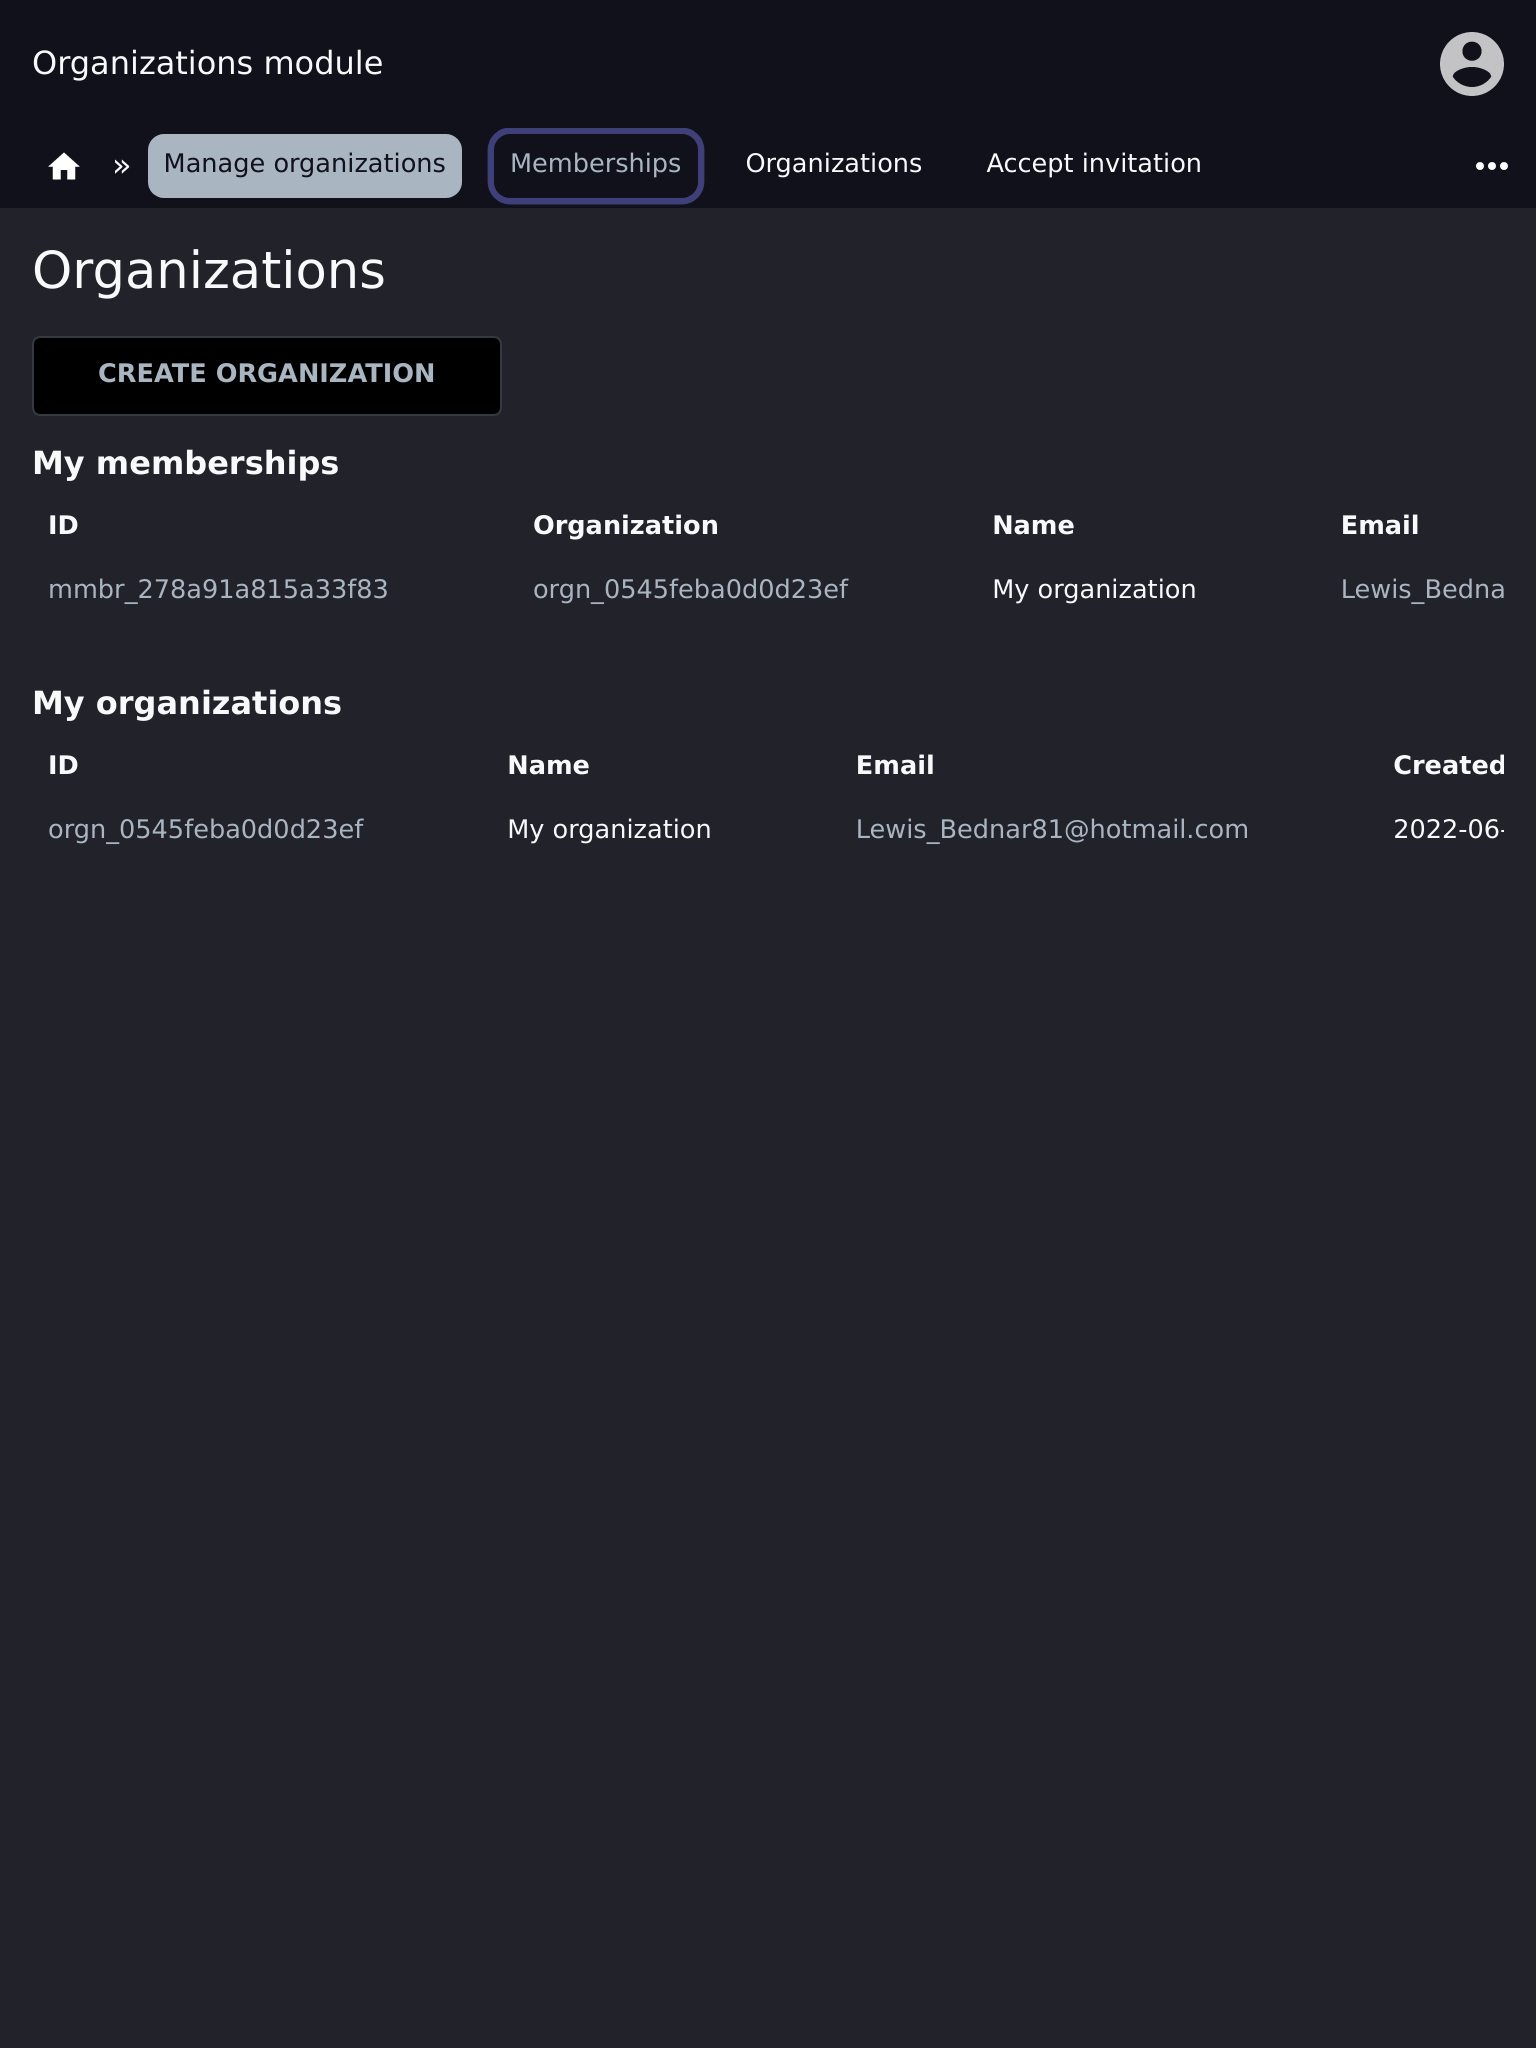 Organizations module
» Manage organizations Memberships Organizations Accept invitation
Organizations
CREATE ORGANIZATION
My memberships
ID Organization Name Email
mmbr_278a91a815a33f83 orgn_0545feba0d0d23ef My organization Lewis_Bedna
My organizations
ID Name Email Created
orgn_0545feba0d0d23ef My organization Lewis_Bednar81@hotmail.com 2022-06-